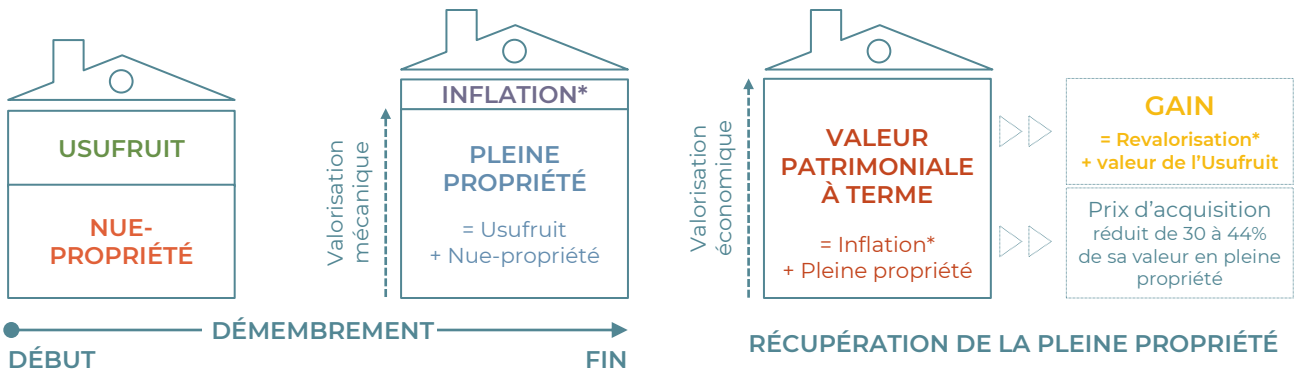 USUFRUIT
NUE-
PROPRIÉTÉ
Valorisation
mécanique
INFLATION*
PLEINE
PROPRIÉTÉ
= Usufruit
+ Nue-propriété
DÉMEMBREMENT
DÉBUT
FIN
Valorisation
économique
VALEUR
PATRIMONIALE
À TERME
= Inflation*
+ Pleine propriété
GAIN
= Revalorisation*
+ valeur de l’Usufruit
Prix d’acquisition
réduit de 30 à 44%
de sa valeur en pleine
propriété
RÉCUPÉRATION DE LA PLEINE PROPRIÉTÉ